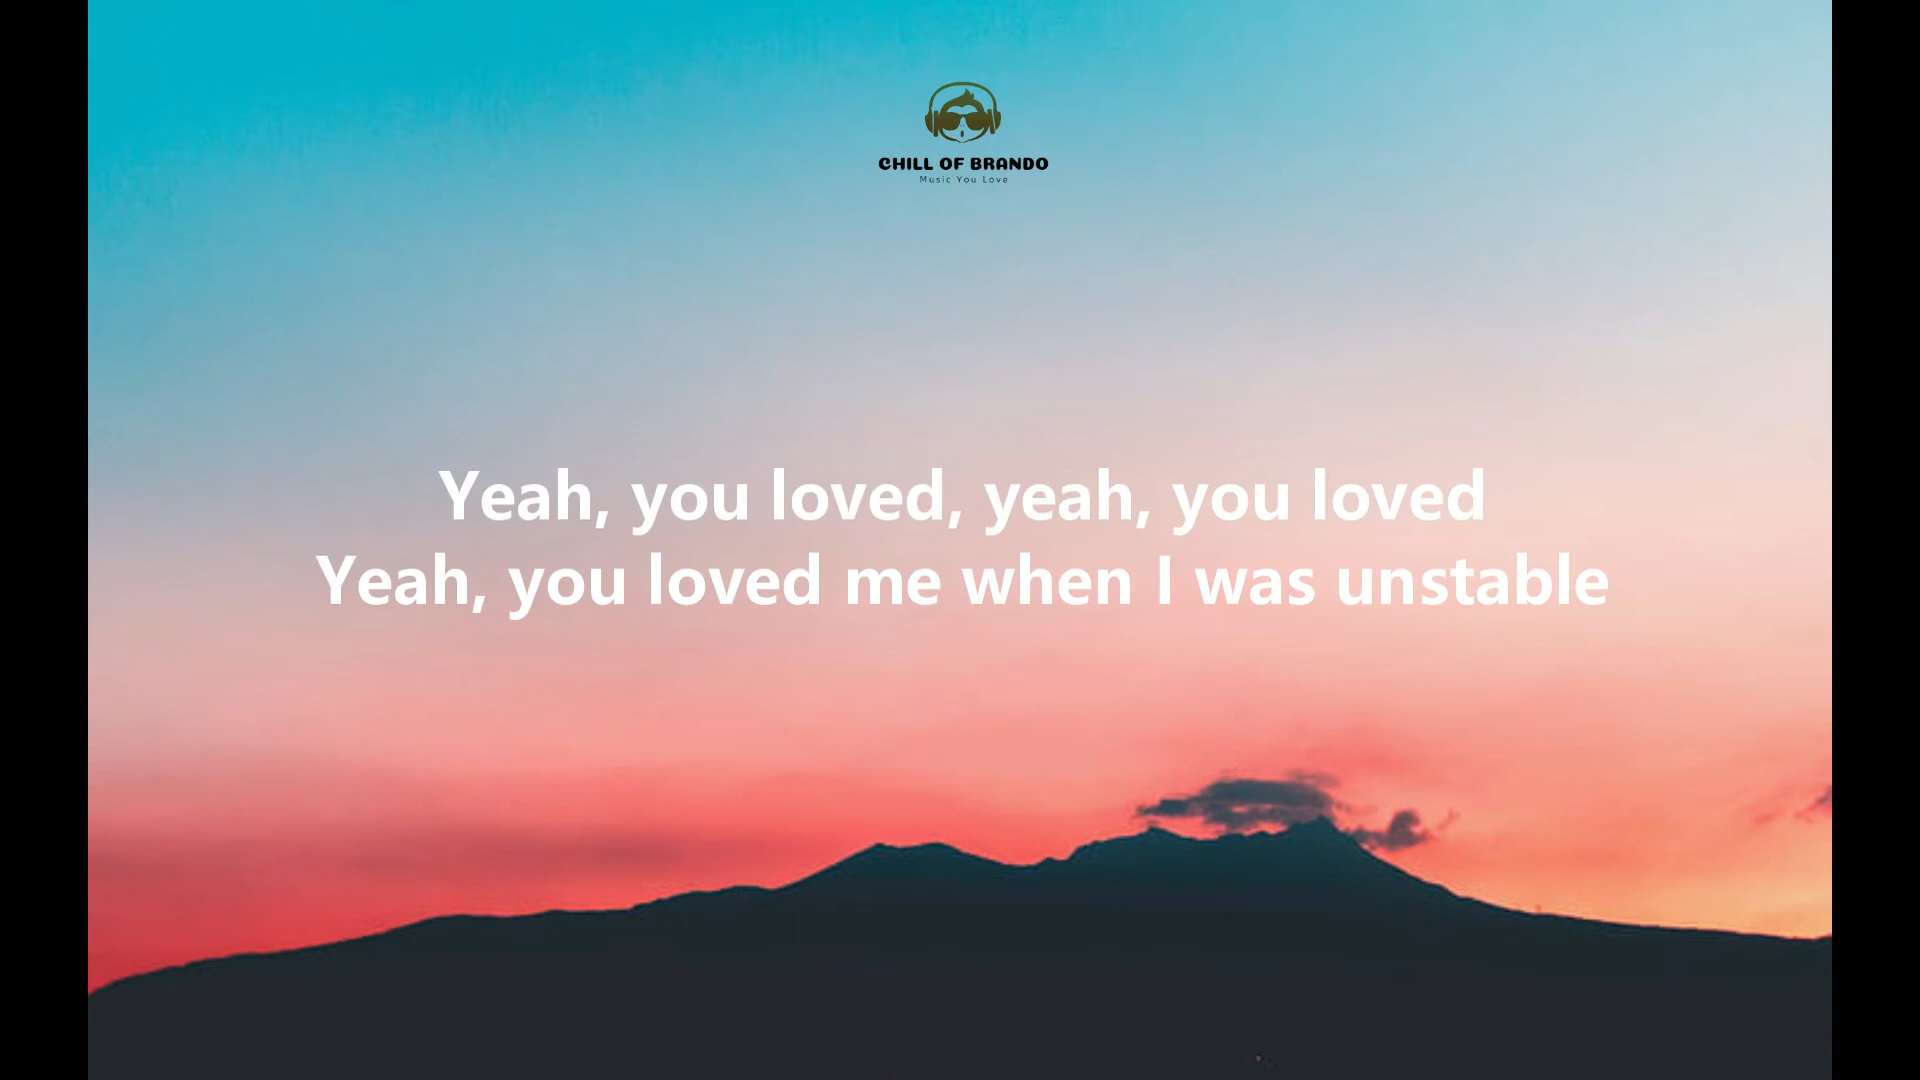 CHILL OF BRANDO
Music You Love
Yeah, you loved, yeah, you loved
Yeah, you loved me when I was unstable